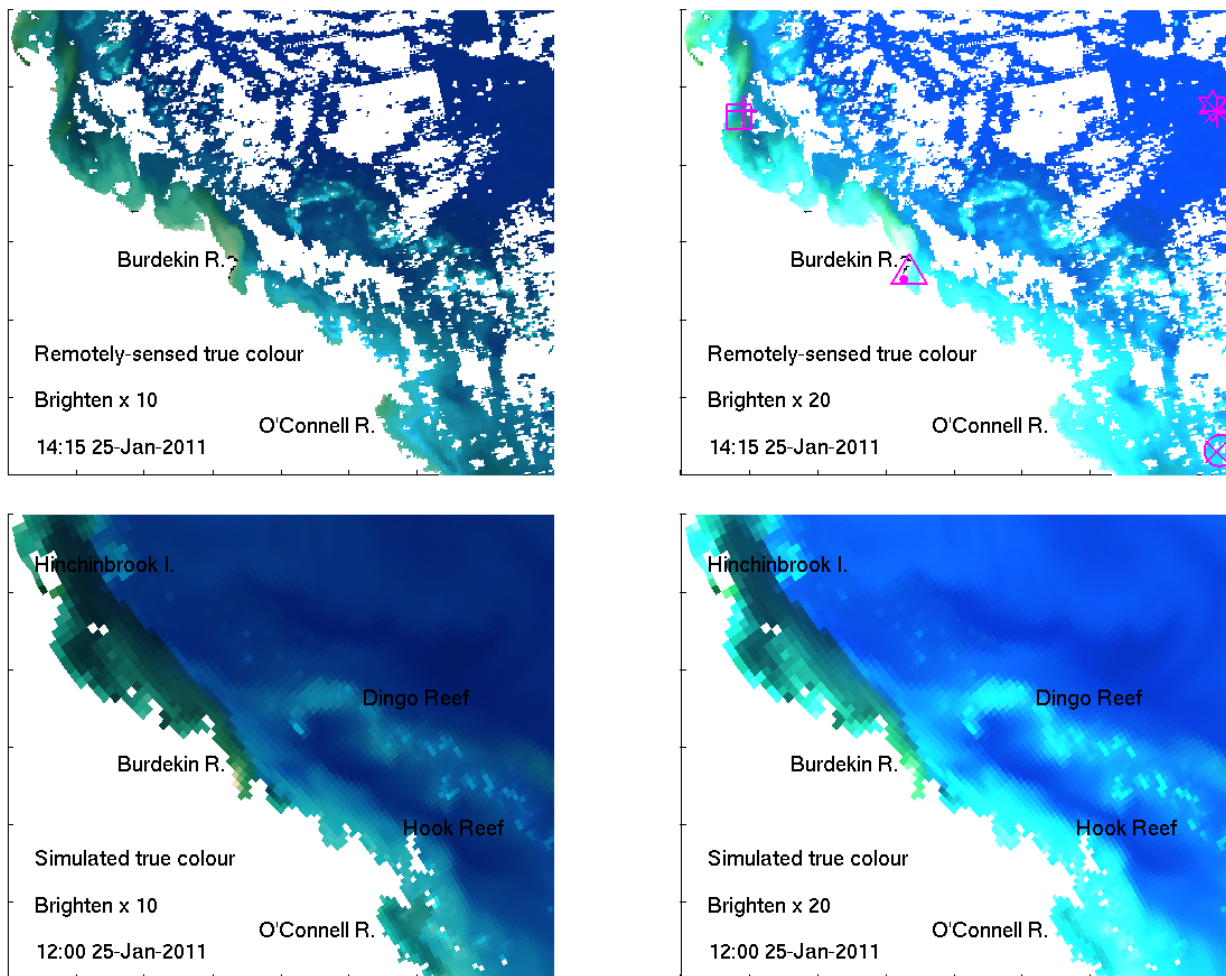 Burdekin R.
Remotely-sensed true colour
Brighten x 10
O'Connell R.
14:15 25-Jan-2011
Burdekin R.
Remotely-sensed true colour
Brighten x 20
O'Connell R.
14:15 25-Jan-2011
Hinchinbrook I.
Dingo Reef
Burdekin R.
Hook Reef
Simulated true colour
Brighten x 10
O'Connell R.
12:00 25-Jan-2011
Hinchinbrook I.
Dingo Reef
Burdekin R.
Hook Reef
Simulated true colour
Brighten x 20
O'Connell R.
12:00 25-Jan-2011